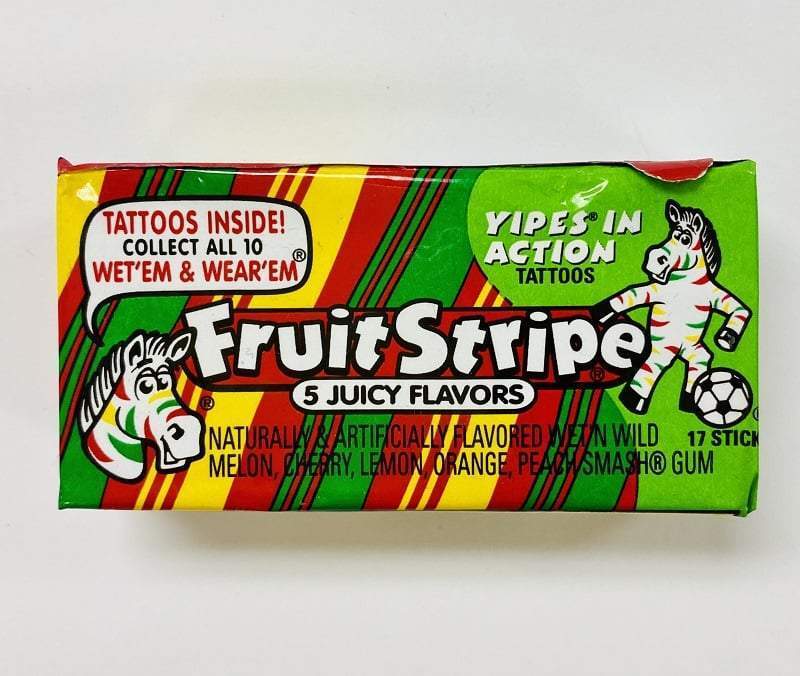 TATTOOS INSIDE!
COLLECT ALL 10
WET'EM & WEAR'EM®
YIPES® IN
ACTION
TATTOOS
FruitStripe®
5 JUICY FLAVORS
NATURALLY & ARTIFICIALLY FLAVORED WET'N WILD
MELON, CHERRY, LEMON, ORANGE, PEACH SMASH® GUM
17 STICK